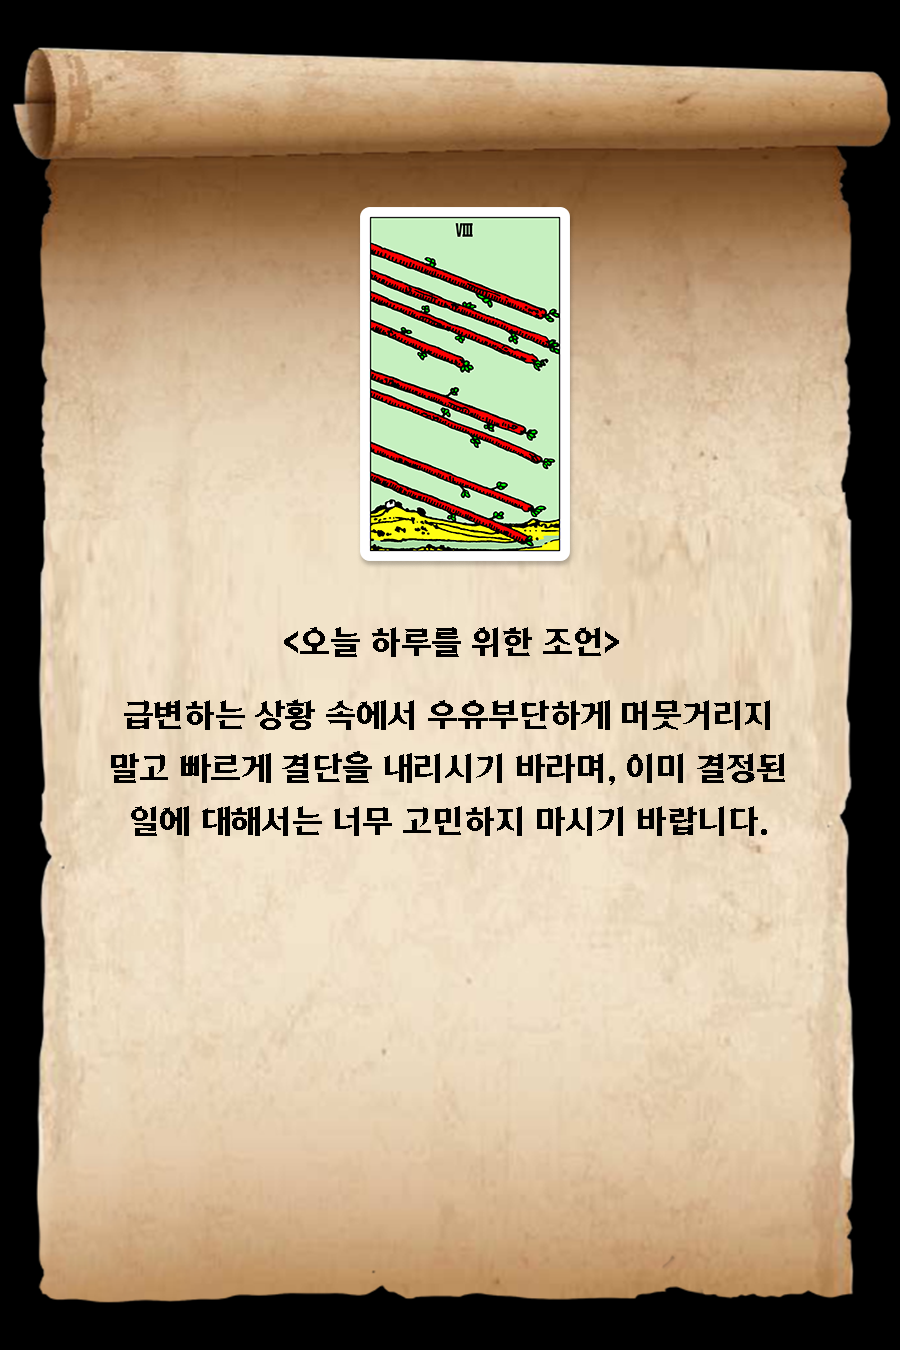 VIII
<오늘 하루를 위한 조언>
급변하는 상황 속에서 우유부단하게 머뭇거리지
말고 빠르게 결단을 내리시기 바라며, 이미 결정된
일에 대해서는 너무 고민하지 마시기 바랍니다.